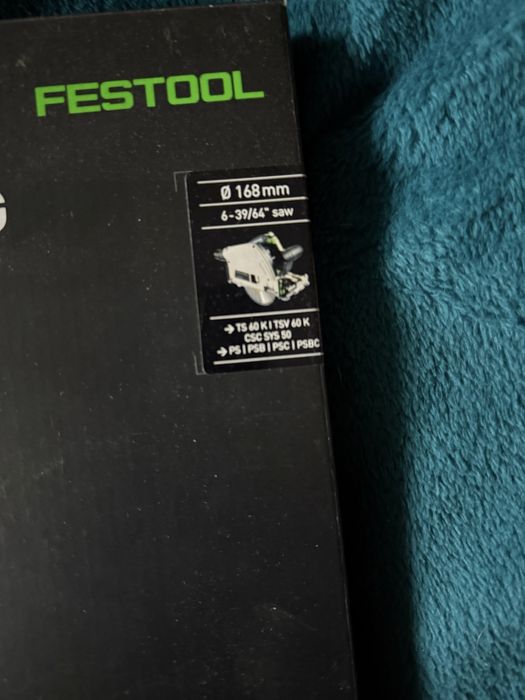 FESTOOL
Ø 168 mm
6-39/64" saw
→ TS 60 K | TSV 60 K
CSC SYS 50
→ PS | PSB | PSC | PSBC